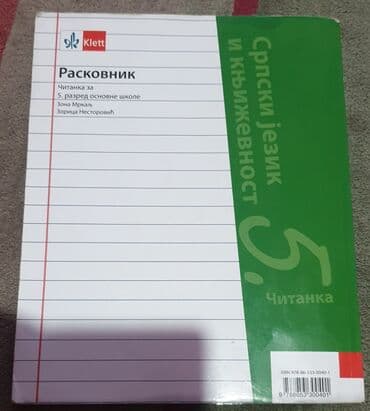 Klett
Расковник
Читанка за
5. разред основне школе
Зона Мркаљ
Зорица Несторовић
Српски језик
и књижевност
5.
Читанка